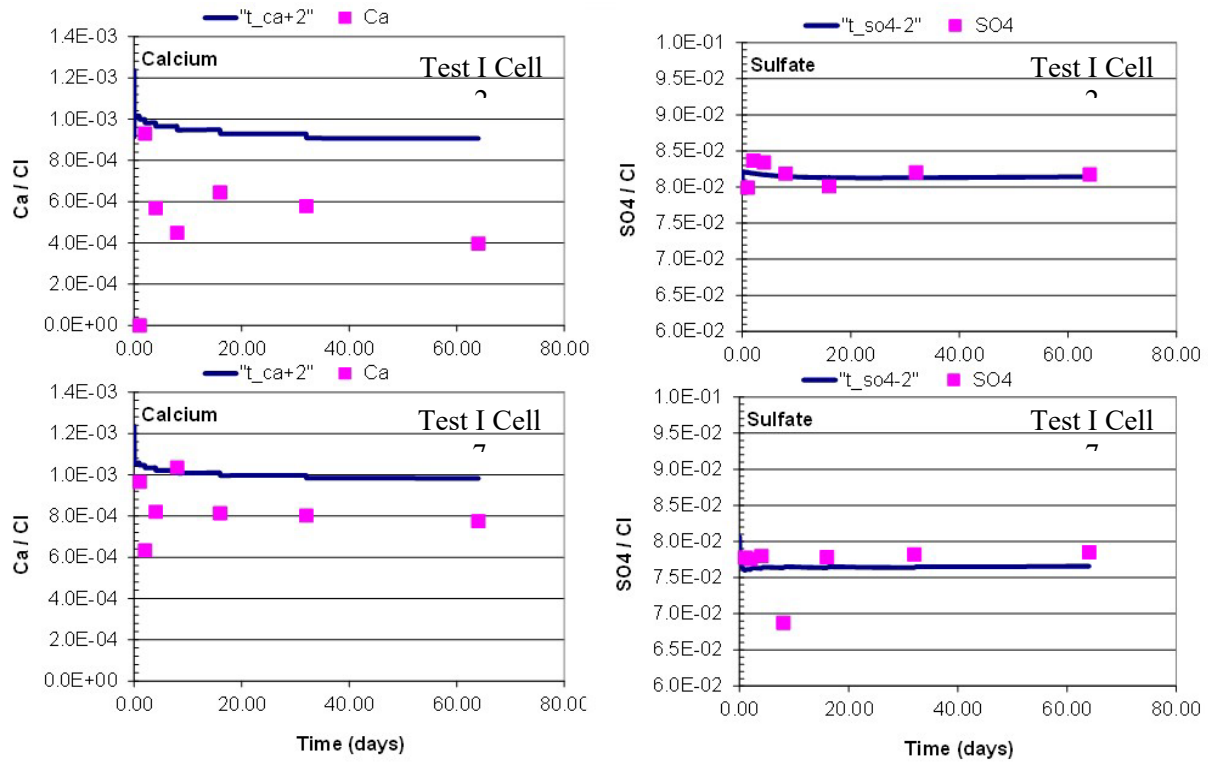 "t_ca+2" Ca
Calcium
Test I Cell
Ca / Cl
1.4E-03
1.2E-03
1.0E-03
8.0E-04
6.0E-04
4.0E-04
2.0E-04
0.0E+00
0.00 20.00 40.00 60.00 80.00
"t_so4-2" SO4
Sulfate
Test I Cell
SO4 / Cl
1.0E-01
9.5E-02
9.0E-02
8.5E-02
8.0E-02
7.5E-02
7.0E-02
6.5E-02
6.0E-02
0.00 20.00 40.00 60.00 80.00
"t_ca+2" Ca
Calcium
Test I Cell
Ca / Cl
1.4E-03
1.2E-03
1.0E-03
8.0E-04
6.0E-04
4.0E-04
2.0E-04
0.0E+00
0.00 20.00 40.00 60.00 80.00
Time (days)
"t_so4-2" SO4
Sulfate
Test I Cell
SO4 / Cl
1.0E-01
9.5E-02
9.0E-02
8.5E-02
8.0E-02
7.5E-02
7.0E-02
6.5E-02
6.0E-02
0.00 20.00 40.00 60.00 80.00
Time (days)